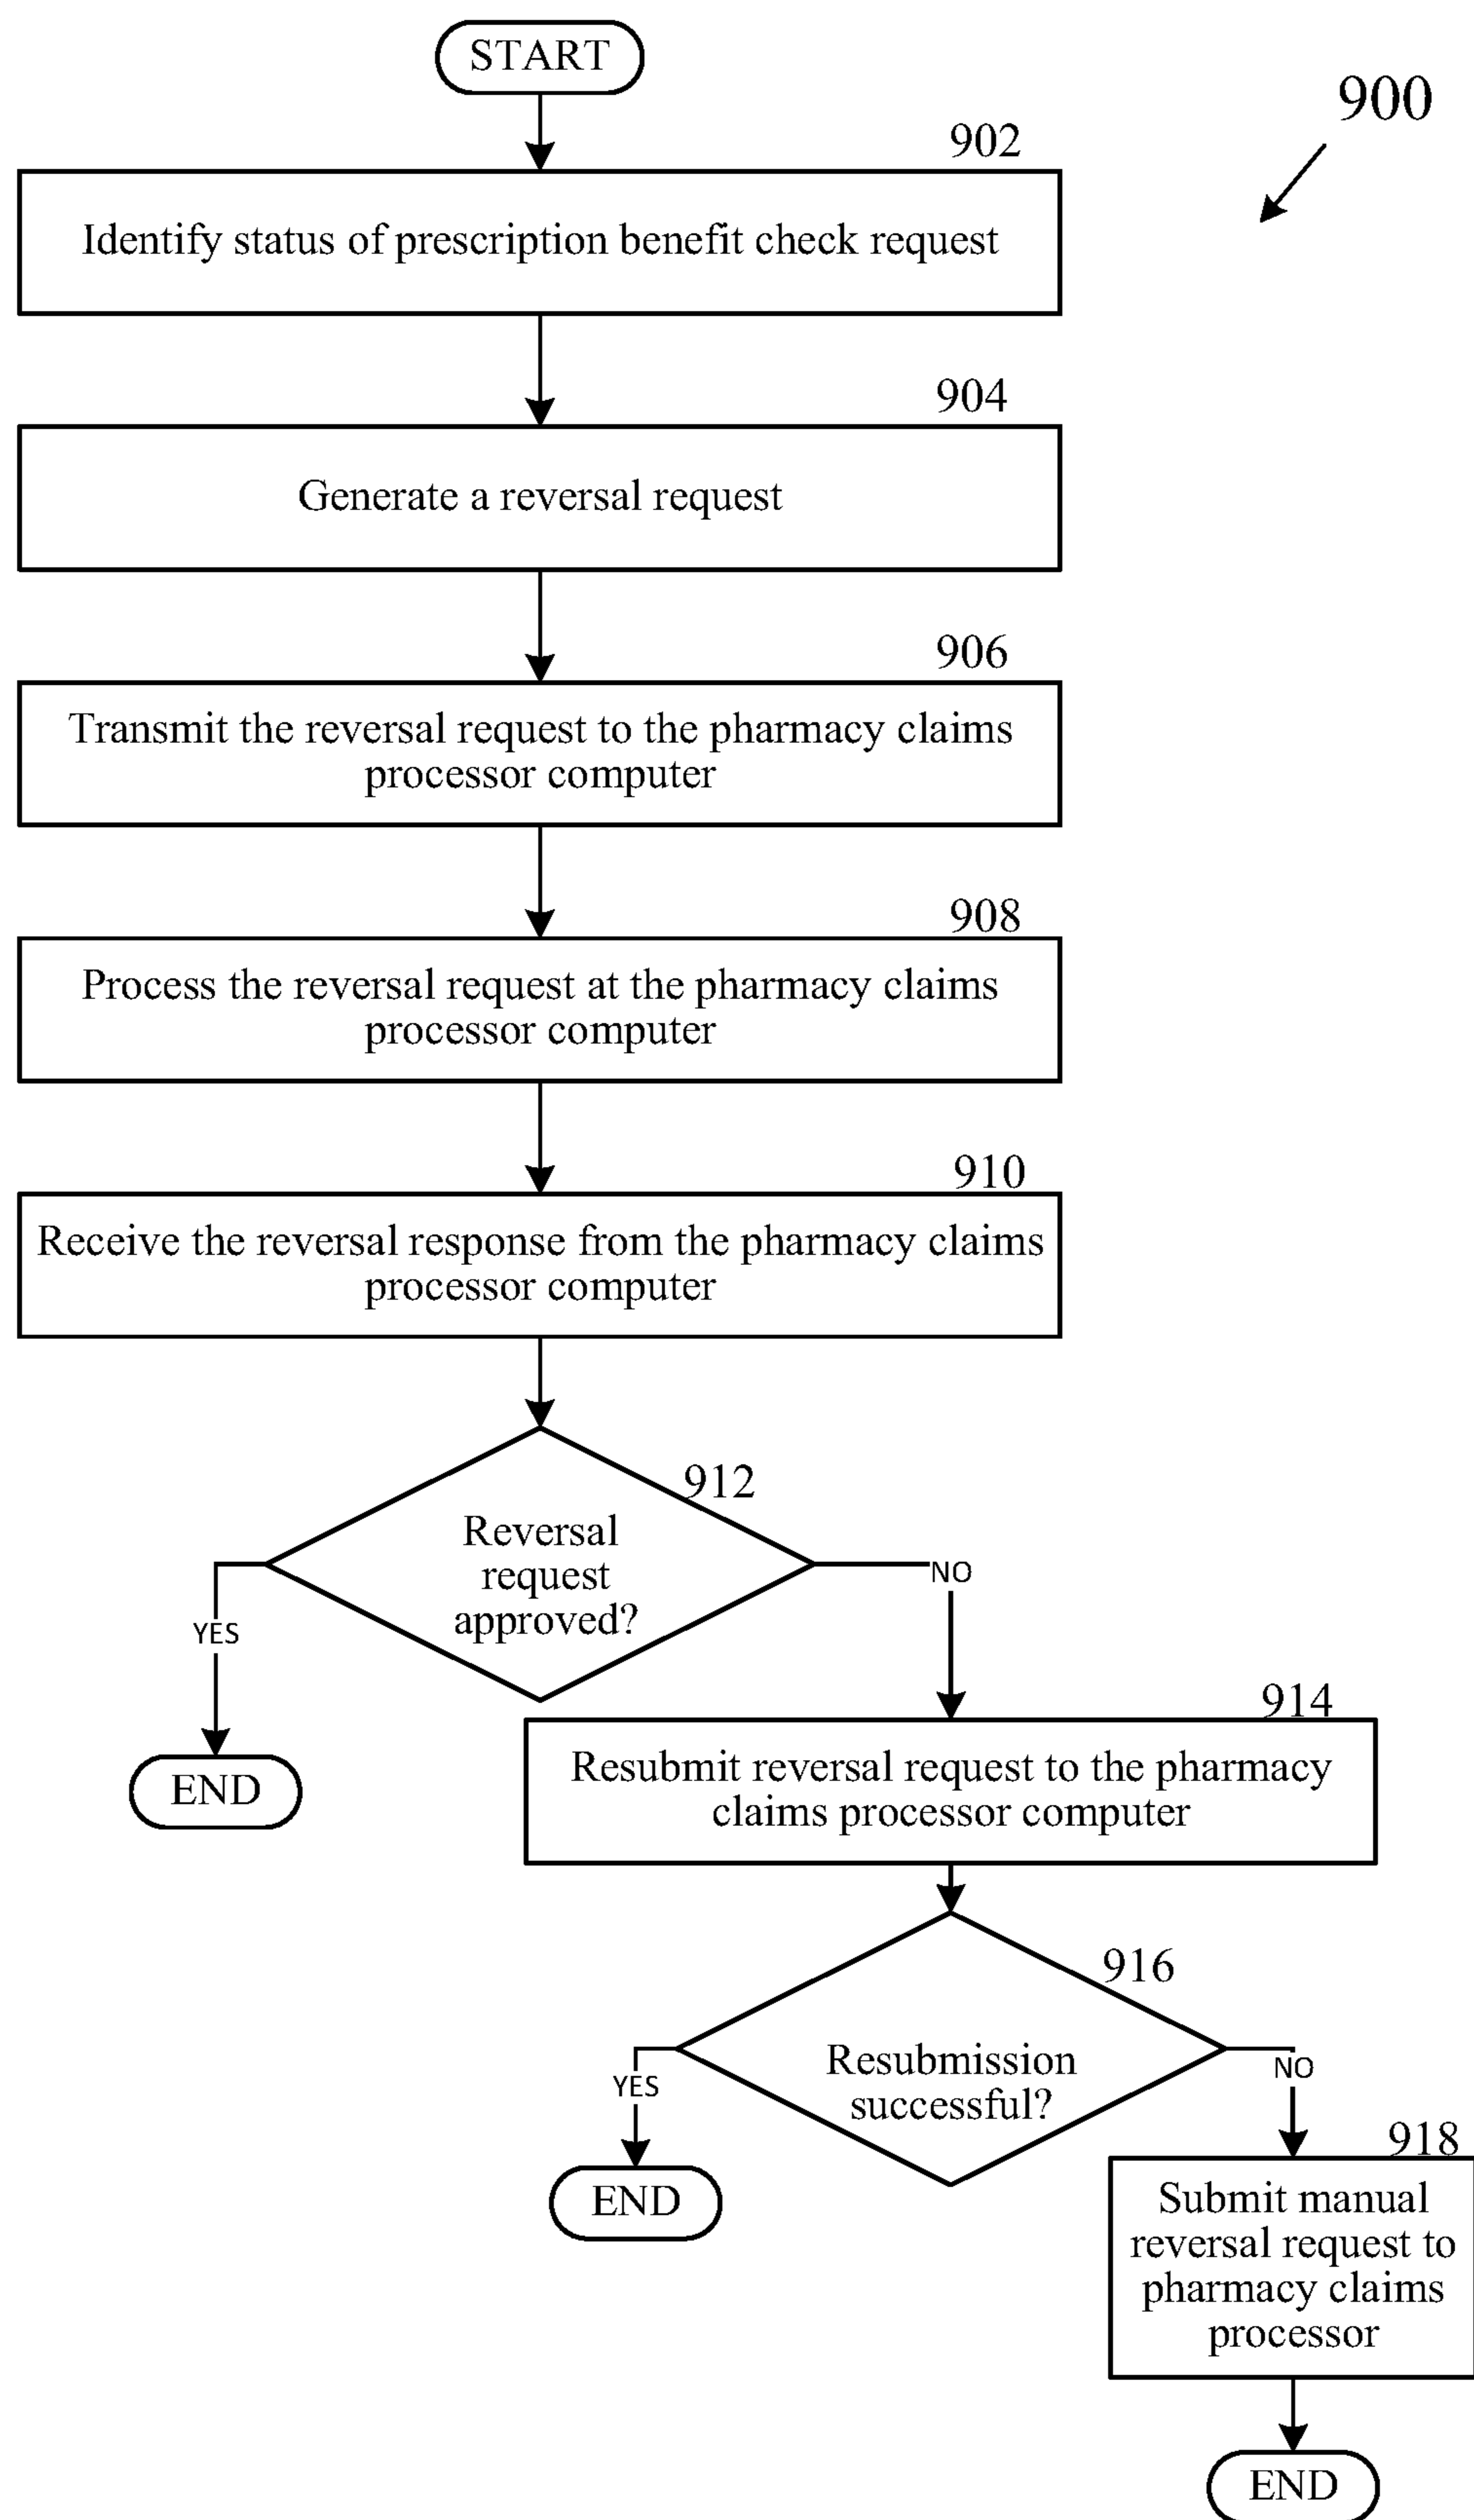 START
900
902
Identify status of prescription benefit check request
904
Generate a reversal request
906
Transmit the reversal request to the pharmacy claims
processor computer
908
Process the reversal request at the pharmacy claims
processor computer
910
Receive the reversal response from the pharmacy claims
processor computer
912
Reversal
request
approved?
YES
NO
END
914
Resubmit reversal request to the pharmacy
claims processor computer
916
Resubmission
successful?
YES
NO
END
918
Submit manual
reversal request to
pharmacy claims
processor
END